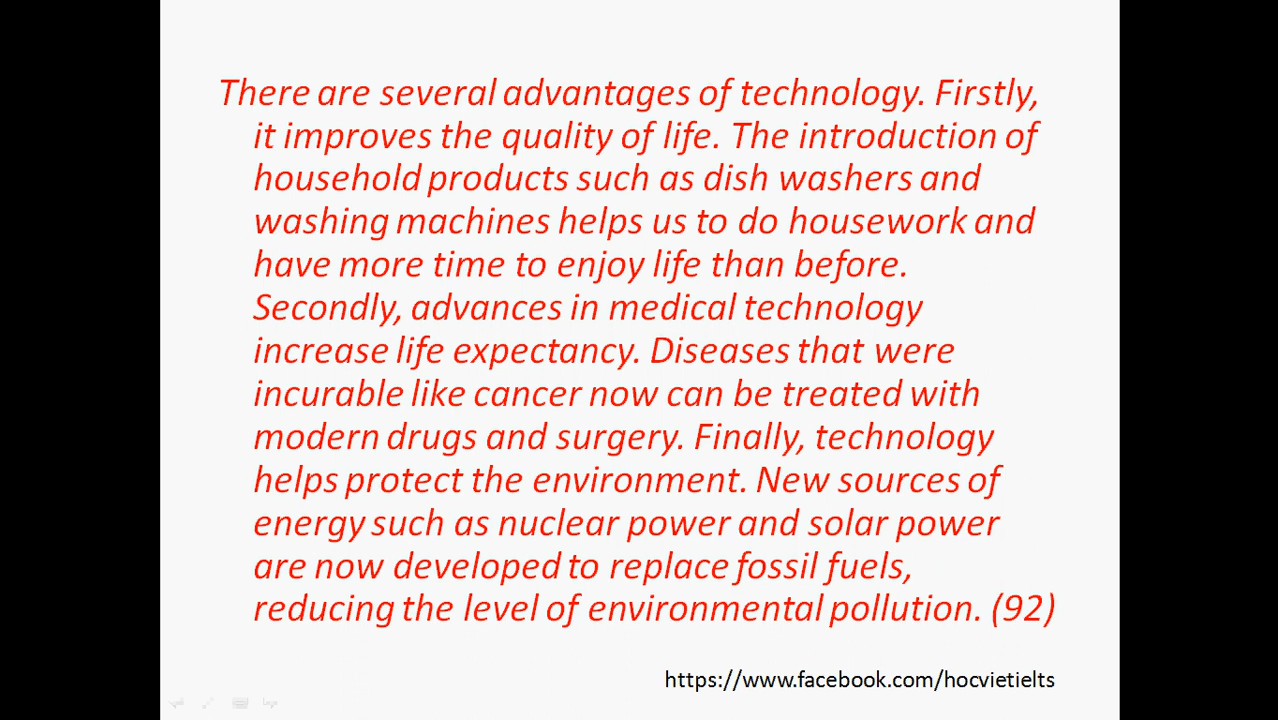 There are several advantages of technology. Firstly,
it improves the quality of life. The introduction of
household products such as dish washers and
washing machines helps us to do housework and
have more time to enjoy life than before.
Secondly, advances in medical technology
increase life expectancy. Diseases that were
incurable like cancer now can be treated with
modern drugs and surgery. Finally, technology
helps protect the environment. New sources of
energy such as nuclear power and solar power
are now developed to replace fossil fuels,
reducing the level of environmental pollution. (92)
https://www.facebook.com/hocvietielts